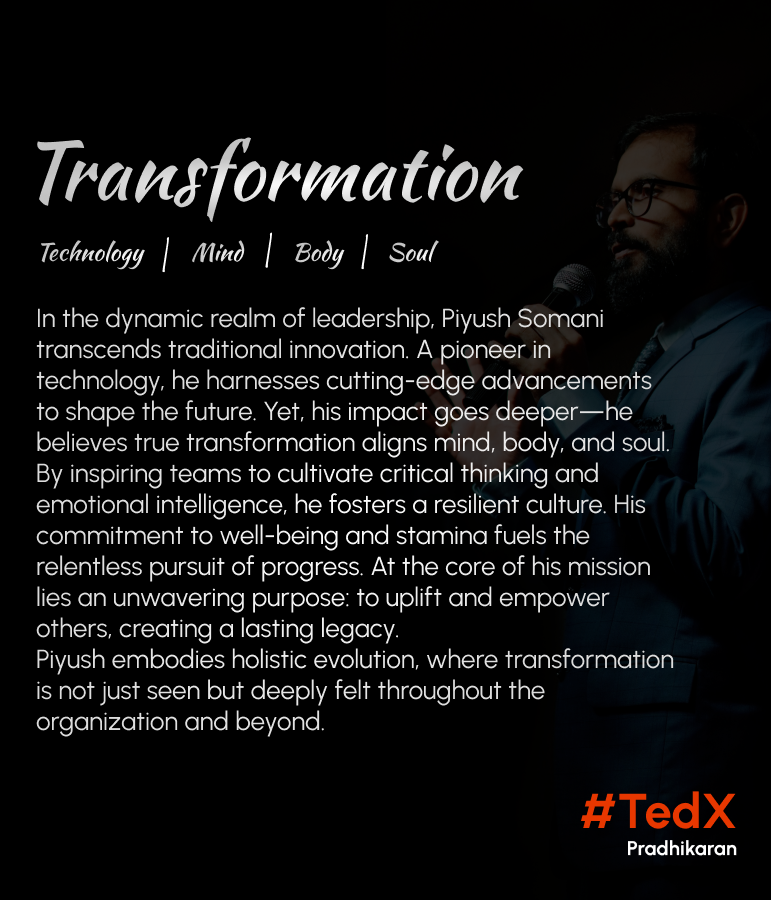 Transformation
Technology | Mind | Body | Soul
In the dynamic realm of leadership, Piyush Somani
transcends traditional innovation. A pioneer in
technology, he harnesses cutting-edge advancements
to shape the future. Yet, his impact goes deeper—he
believes true transformation aligns mind, body, and soul.
By inspiring teams to cultivate critical thinking and
emotional intelligence, he fosters a resilient culture. His
commitment to well-being and stamina fuels the
relentless pursuit of progress. At the core of his mission
lies an unwavering purpose: to uplift and empower
others, creating a lasting legacy.
Piyush embodies holistic evolution, where transformation
is not just seen but deeply felt throughout the
organization and beyond.
#TedX
Pradhikaran